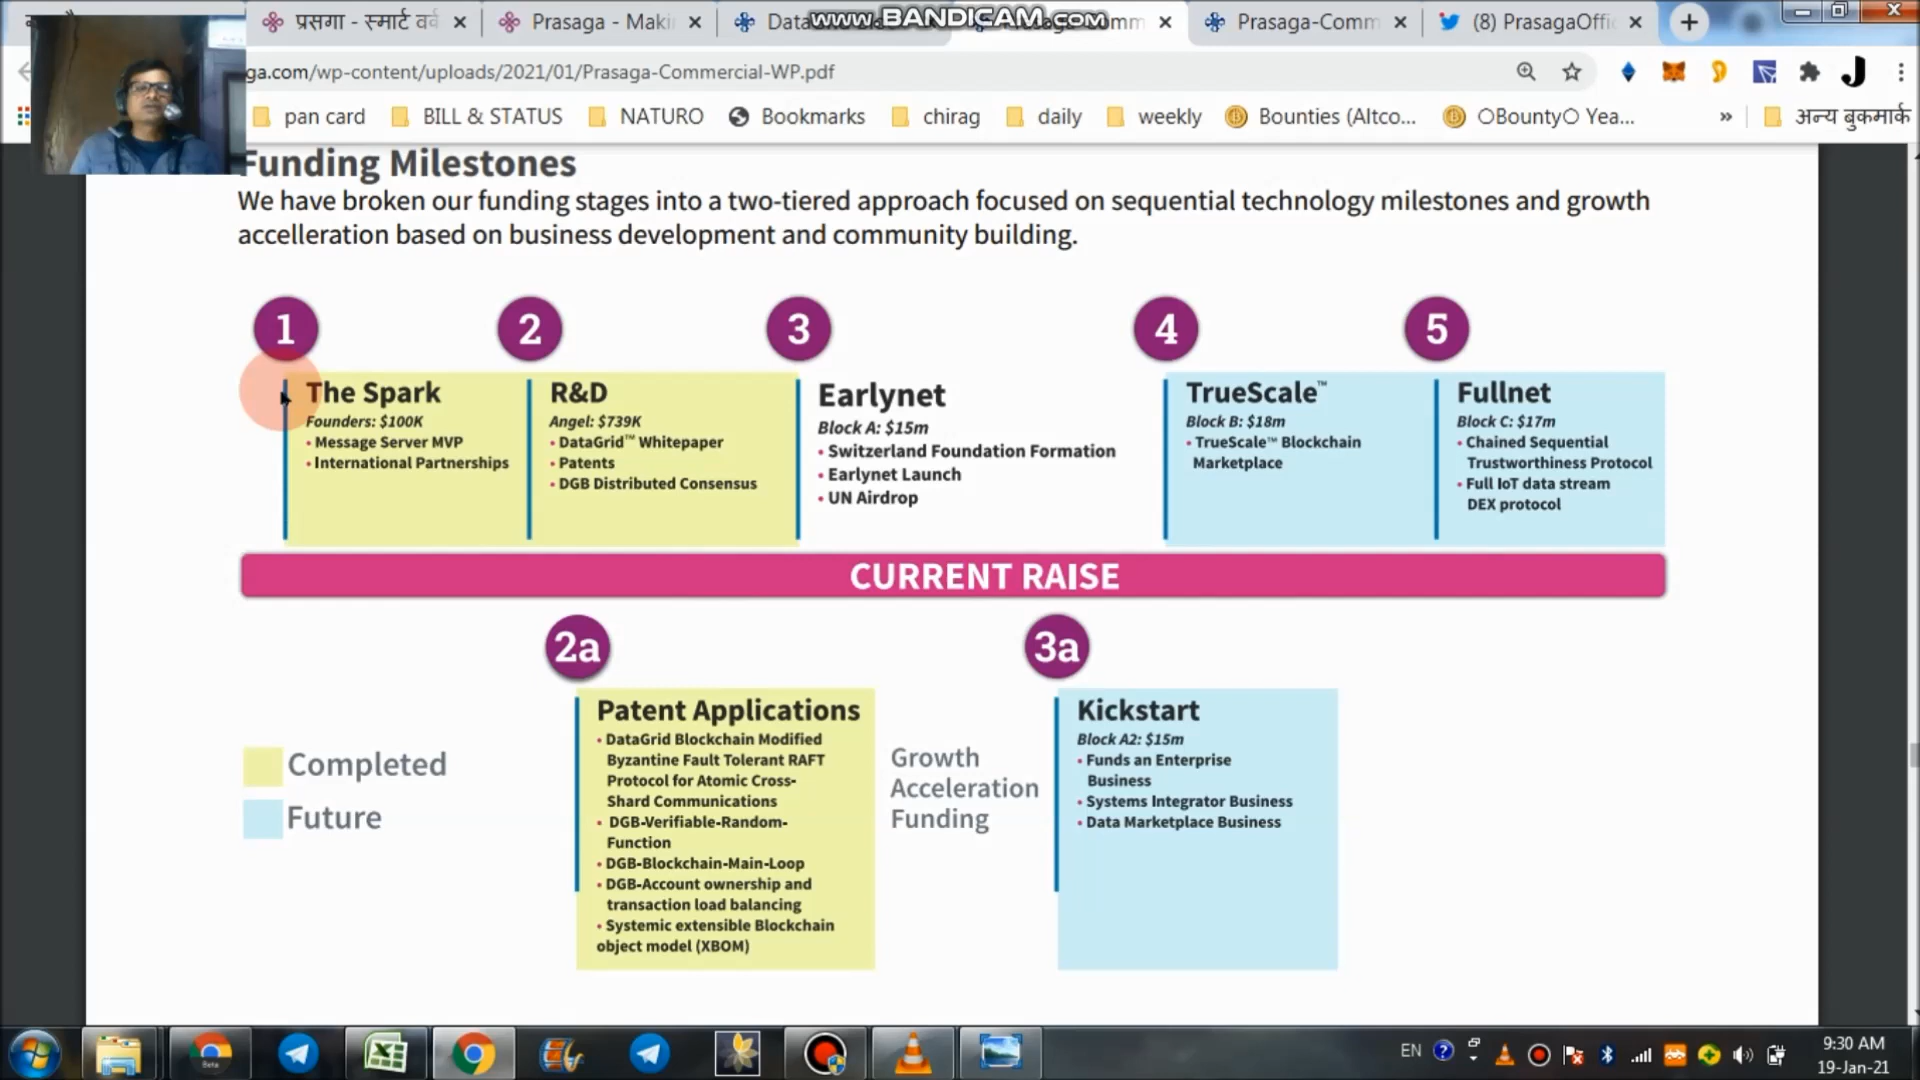 प्रसगा - स्मार्ट
Prasaga - Maki
www.BANDICAM.com
Prasaga-Comm
(8) PrasagaOffi
ga.com/wp-content/uploads/2021/01/Prasaga-Commercial-WP.pdf
pan card
BILL & STATUS
NATURO
Bookmarks
chirag
daily
weekly
Bounties (Altco...
⭕Bounty⭕ Yea...
»
अन्य बुकमार्क
Funding Milestones
We have broken our funding stages into a two-tiered approach focused on sequential technology milestones and growth
accelleration based on business development and community building.
1
The Spark
Founders: $100K
• Message Server MVP
• International Partnerships
2
R&D
Angel: $739K
• DataGrid™ Whitepaper
• Patents
• DGB Distributed Consensus
3
Earlynet
Block A: $15m
• Switzerland Foundation Formation
• Earlynet Launch
• UN Airdrop
4
TrueScale™
Block B: $18m
• TrueScale™ Blockchain
Marketplace
5
Fullnet
Block C: $17m
• Chained Sequential
Trustworthiness Protocol
• Full IoT data stream
DEX protocol
CURRENT RAISE
2a
Patent Applications
• DataGrid Blockchain Modified
Byzantine Fault Tolerant RAFT
Protocol for Atomic Cross-
Shard Communications
• DGB-Verifiable-Random-
Function
• DGB-Blockchain-Main-Loop
• DGB-Account ownership and
transaction load balancing
• Systemic extensible Blockchain
object model (XBOM)
Growth
Acceleration
Funding
3a
Kickstart
Block A2: $15m
• Funds an Enterprise
Business
• Systems Integrator Business
• Data Marketplace Business
Completed
Future
Beta
EN
9:30 AM
19-Jan-21